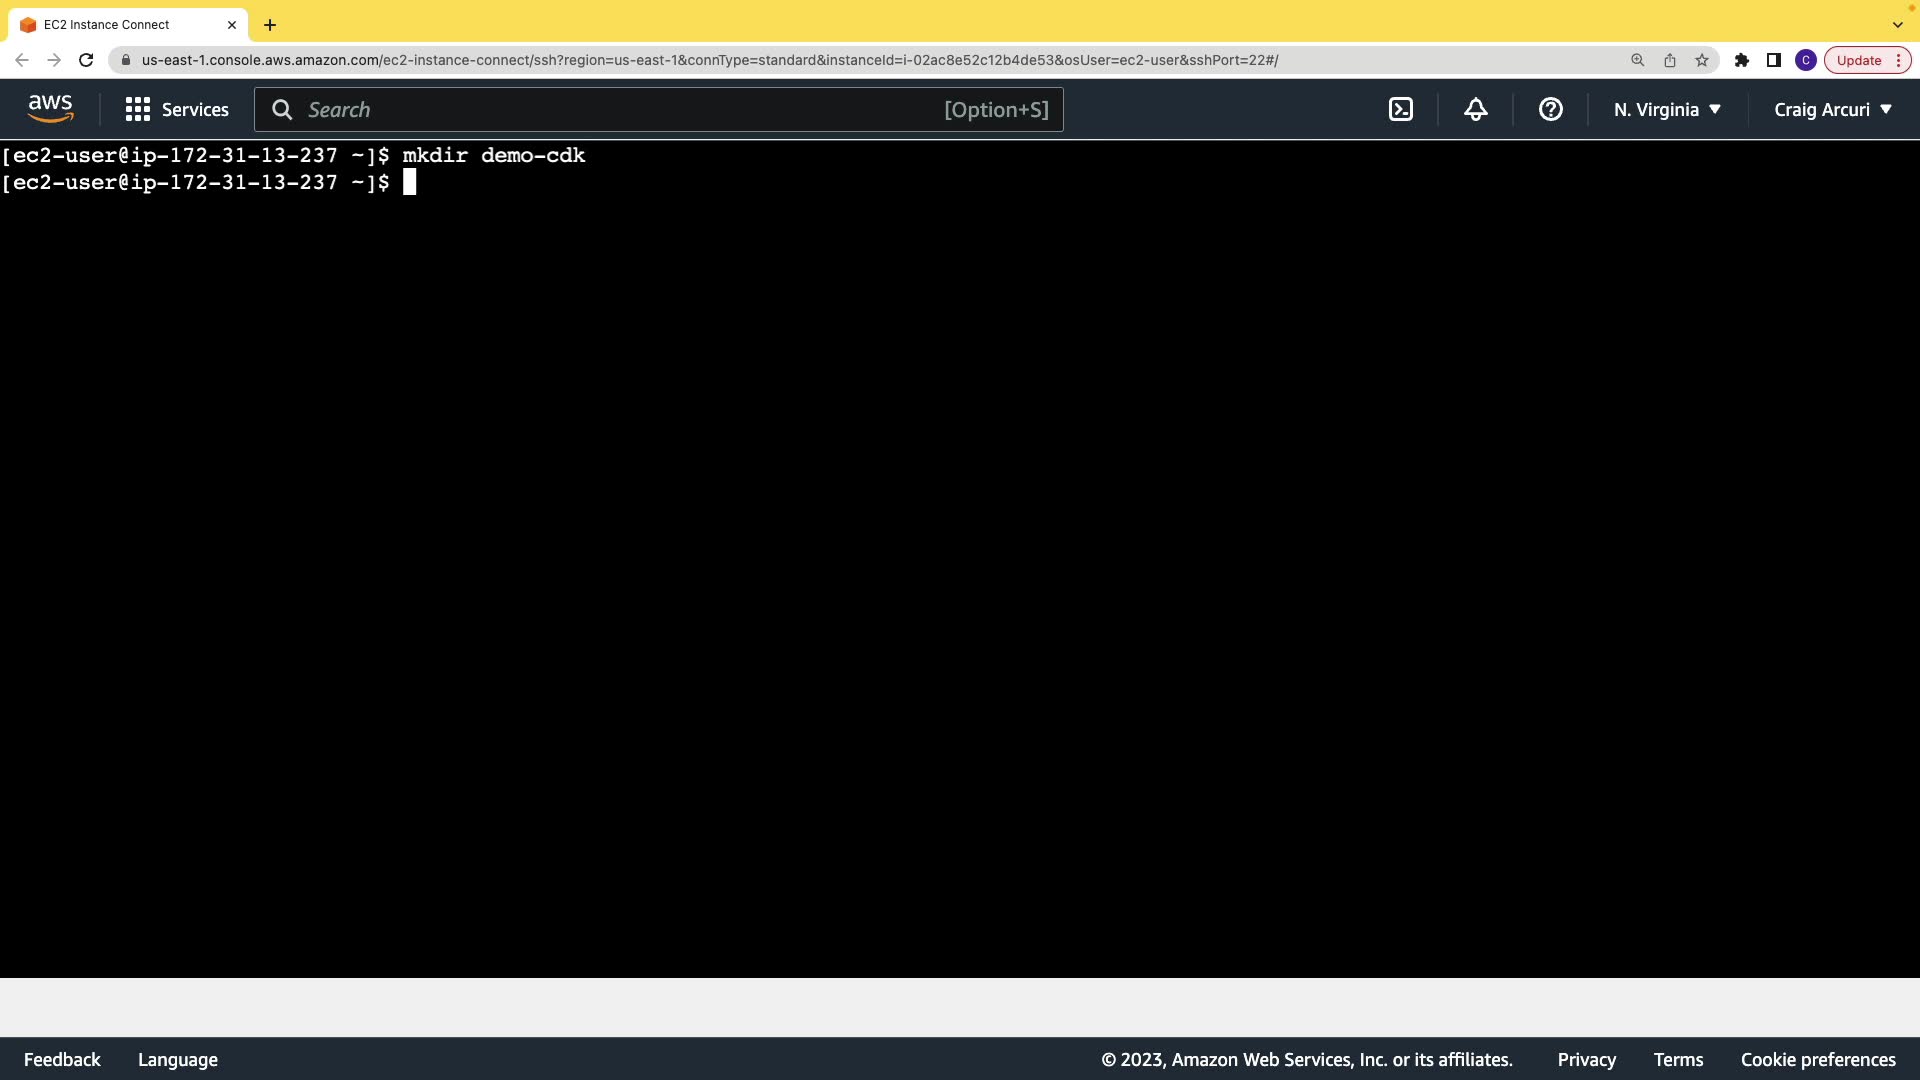 EC2 Instance Connect
us-east-1.console.aws.amazon.com/ec2-instance-connect/ssh?region=us-east-1&connType=standard&instanceId=i-02ac8e52c12b4de53&osUser=ec2-user&sshPort=22#/
C
Update
aws
Services
Search
[Option+S]
N. Virginia
Craig Arcuri
[ec2-user@ip-172-31-13-237 ~]$ mkdir demo-cdk
[ec2-user@ip-172-31-13-237 ~]$
Feedback
Language
© 2023, Amazon Web Services, Inc. or its affiliates.
Privacy
Terms
Cookie preferences